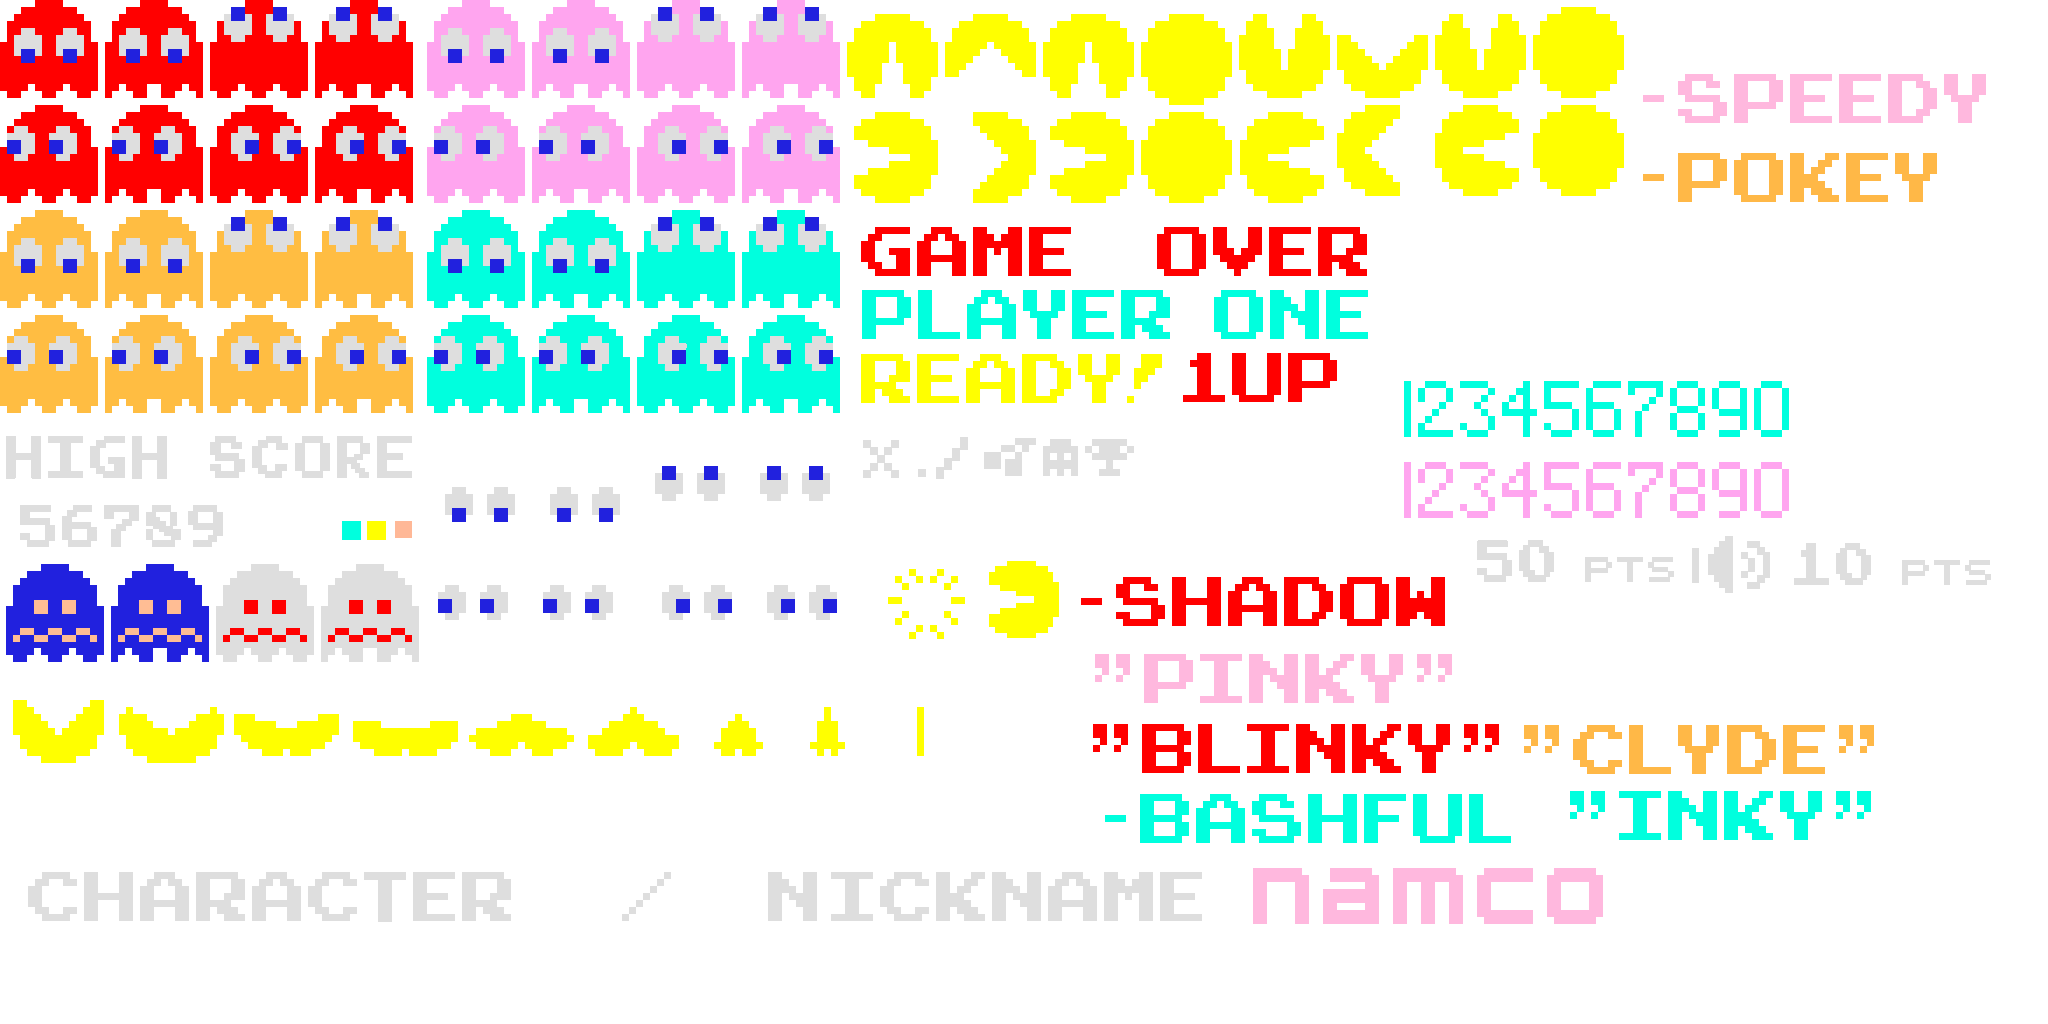 -SPEEDY
-POKEY
GAME OVER
PLAYER ONE
READY! 1UP
1234567890
HIGH SCORE
x ./
1234567890
56789
50 PTS 10 PTS
-SHADOW
"PINKY"
"BLINKY" "CLYDE"
-BASHFUL "INKY"
CHARACTER / NICKNAME namco